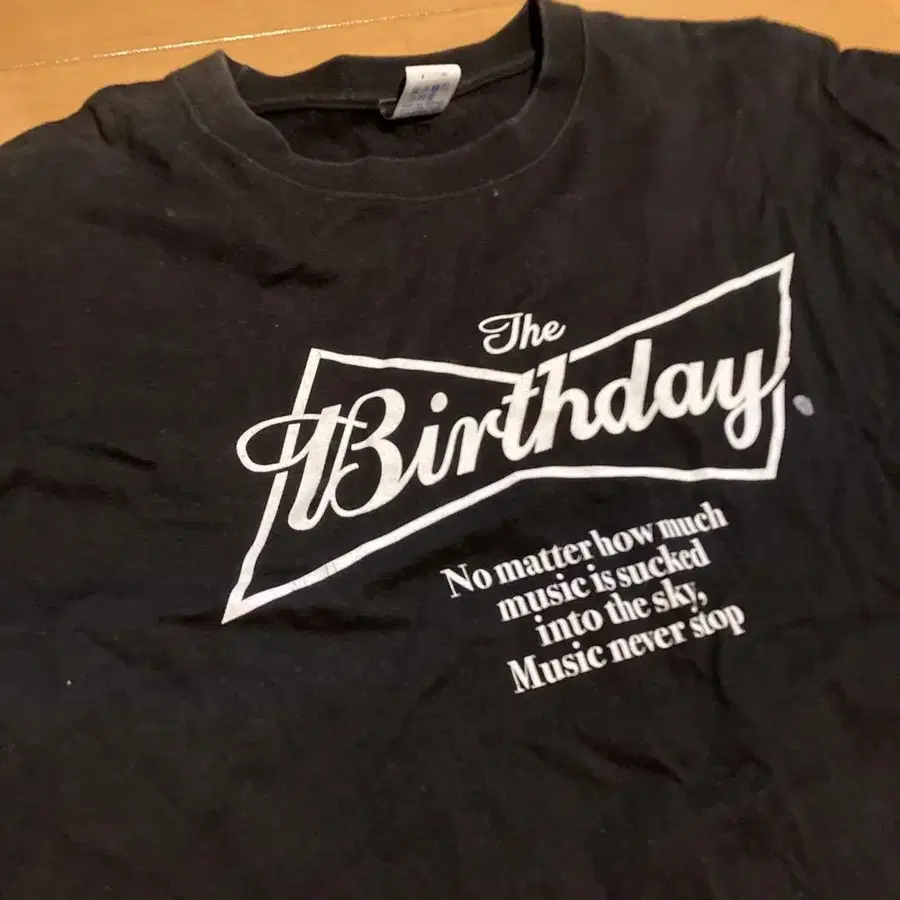 The
Birthday
No matter how much
music is sucked
into the sky,
Music never stop